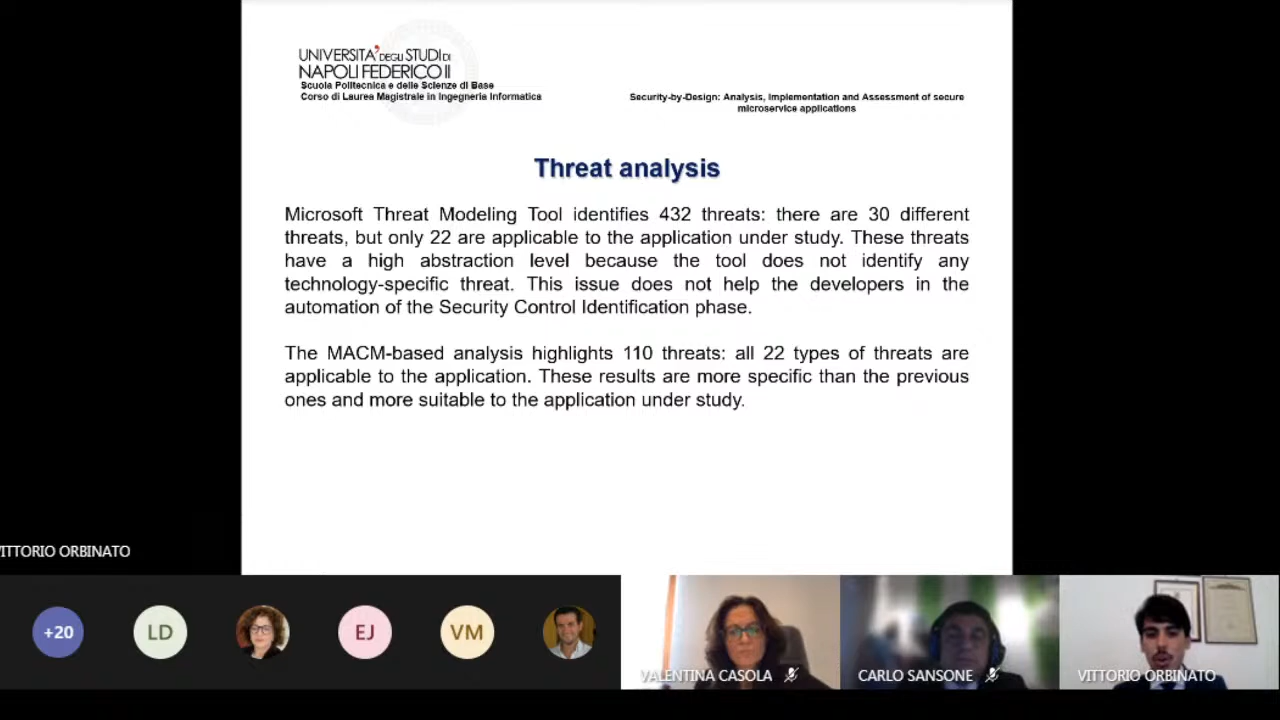 UNIVERSITA' DEGLI STUDI DI
NAPOLI FEDERICO II
Scuola Politecnica e delle Scienze di Base
Corso di Laurea Magistrale in Ingegneria Informatica
Security-by-Design: Analysis, Implementation and Assessment of secure
microservice applications
Threat analysis
Microsoft Threat Modeling Tool identifies 432 threats: there are 30 different
threats, but only 22 are applicable to the application under study. These threats
have a high abstraction level because the tool does not identify any
technology-specific threat. This issue does not help the developers in the
automation of the Security Control Identification phase.
The MACM-based analysis highlights 110 threats: all 22 types of threats are
applicable to the application. These results are more specific than the previous
ones and more suitable to the application under study.
VITTORIO ORBINATO
+20
LD
EJ
VM
VALENTINA CASOLA
CARLO SANSONE
VITTORIO ORBINATO